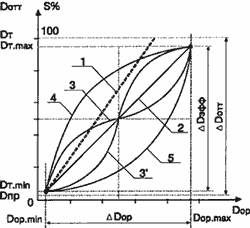 Dотт S%
Dт 100
Dт.max
1
3
4
2
3'
5
ΔDэфф
ΔDотт
Dт.min
Dпр 0
Dор
Dор.min ΔDор Dор.max